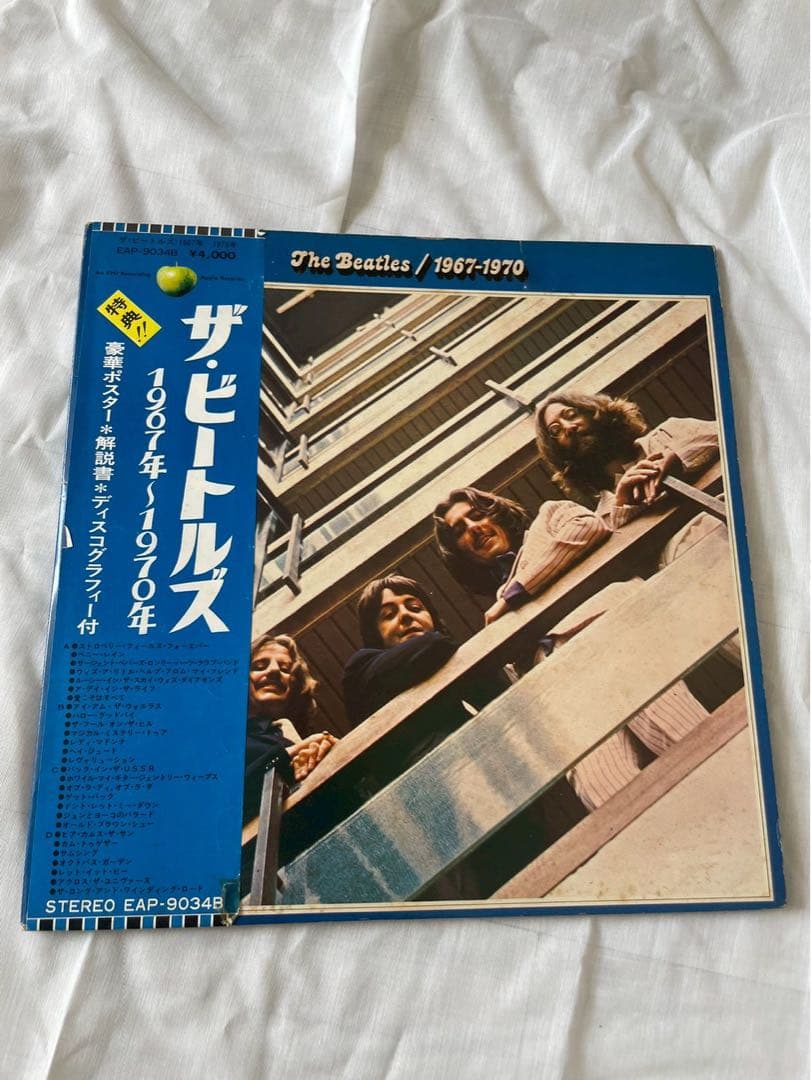 ザ・ビートルズ/1967年 1970年
EAP-9034B ¥4,000
An EMI Recording
Apple Records
特典!!
ザ・ビートルズ
1967年~1970年
豪華ポスター*解説書*ディスコグラフィー付
A●ストロベリー・フィールズ・フォーエバー
●ペニー・レイン
●サージェント・ペパーズ・ロンリー・ハーツ・クラブ・バンド
●ウィズ・ア・リトル・ヘルプ・フロム・マイ・フレンド
●ルーシー・イン・ザ・スカイ・ウィズ・ダイアモンズ
●ア・デイ・イン・ザ・ライフ
●愛こそはすべて
B●アイ・アム・ザ・ウォルラス
●ハロー・グッドバイ
●ザ・フール・オン・ザ・ヒル
●マジカル・ミステリー・トゥア
●レディ・マドンナ
●ヘイ・ジュード
●レヴォリューション
C●バック・イン・ザ・U.S.S.R
●ホワイル・マイ・ギター・ジェントリー・ウィープス
●オブ・ラ・ディ,オブ・ラ・ダ
●ゲット・バック
●ドント・レット・ミー・ダウン
●ジョンとヨーコのバラード
●オールド・ブラウン・シュー
D●ヒア・カムス・ザ・サン
●カム・トゥゲザー
●サムシング
●オクトパス・ガーデン
●レット・イット・ビー
●アクロス・ザ・ユニヴァース
●ザ・ロング・アンド・ワインディング・ロード
STEREO EAP-9034B
The Beatles / 1967-1970